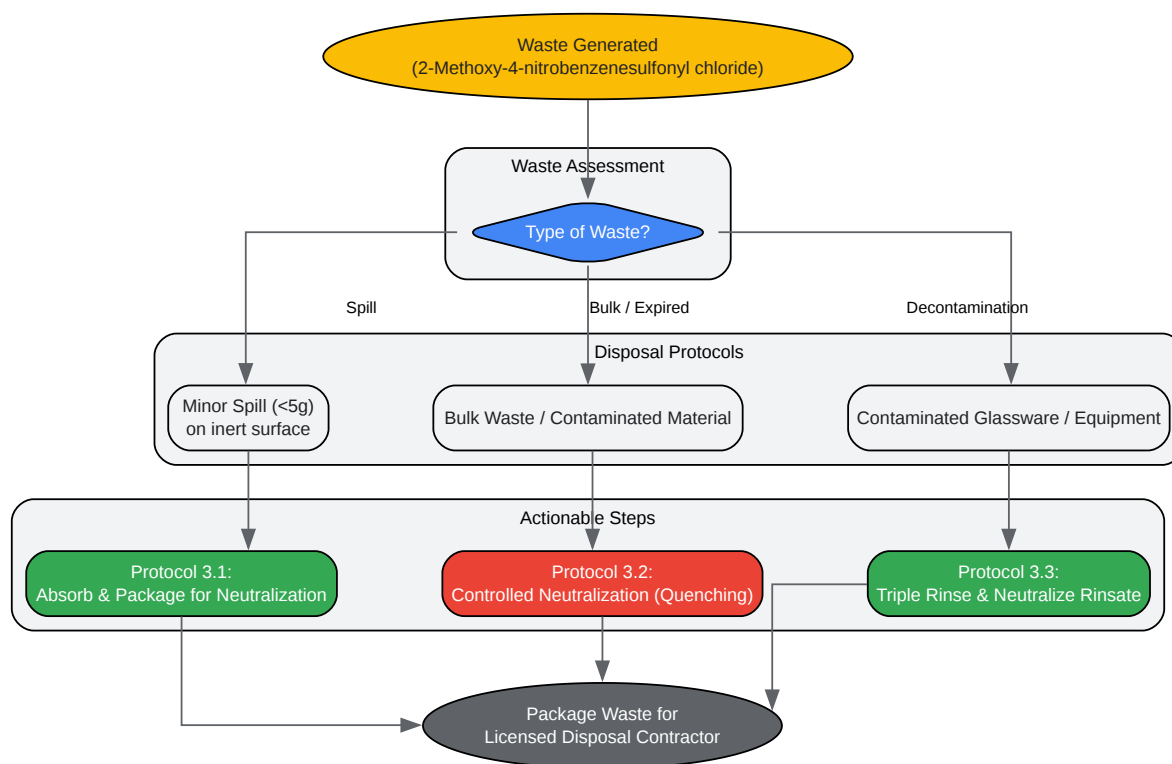 Waste Generated
(2-Methoxy-4-nitrobenzenesulfonyl chloride)
Waste Assessment
Type of Waste?
Spill
Bulk / Expired
Decontamination
Disposal Protocols
Minor Spill (<5g)
on inert surface
Bulk Waste / Contaminated Material
Contaminated Glassware / Equipment
Actionable Steps
Protocol 3.1:
Absorb & Package for Neutralization
Protocol 3.2:
Controlled Neutralization (Quenching)
Protocol 3.3:
Triple Rinse & Neutralize Rinsate
Package Waste for
Licensed Disposal Contractor